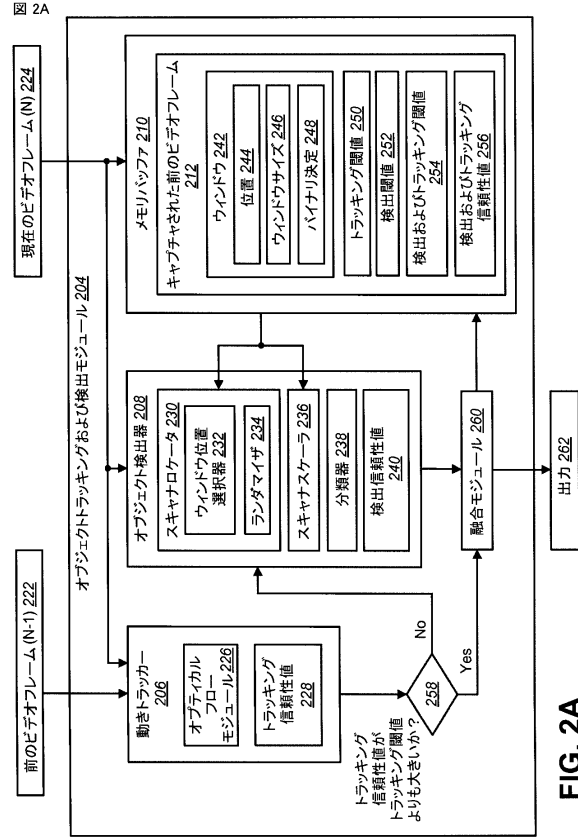 図 2A
前のビデオフレーム(N-1) 222
現在のビデオフレーム(N) 224
オブジェクトトラッキングおよび検出モジュール 204
動きトラッカー
206
オプティカル
フロー
モジュール 226
トラッキング
信頼性値
228
トラッキング
信頼性値が
トラッキング閾値
よりも大きいか?
258
No
Yes
オブジェクト検出器 208
スキャナロケータ 230
ウィンドウ位置
選択器 232
ランダマイザ 234
スキャナスケーラ 236
分類器 238
検出信頼性値
240
メモリバッファ 210
キャプチャされた前のビデオフレーム
212
ウィンドウ 242
位置 244
ウィンドウサイズ 246
バイナリ決定 248
トラッキング閾値 250
検出閾値 252
検出およびトラッキング閾値
254
検出およびトラッキング
信頼性値 256
融合モジュール 260
出力 262
FIG. 2A